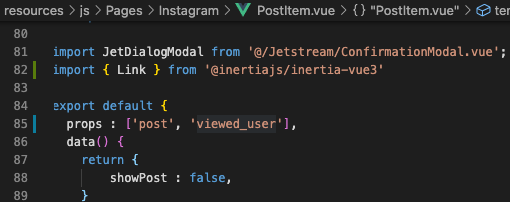 resources > js > Pages > Instagram > PostItem.vue > {} "PostItem.vue" >
80
81 import JetDialogModal from '@/Jetstream/ConfirmationModal.vue';
82 import { Link } from '@inertiajs/inertia-vue3'
83
84 export default {
85 props : ['post', 'viewed_user'],
86 data() {
87 return {
88 showPost : false,
89 }